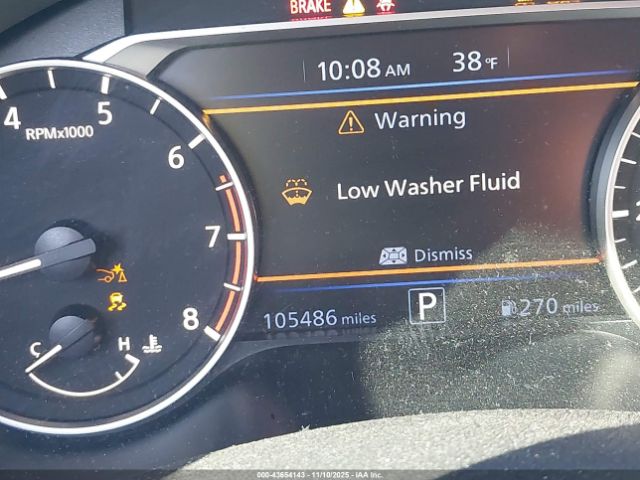 BRAKE
10:08 AM 38 °F
4 5 6 7 8
RPMx1000
Warning
Low Washer Fluid
Dismiss
C H
105486 miles P 270 miles
000-43654143 - 11/10/2025 - IAA Inc.